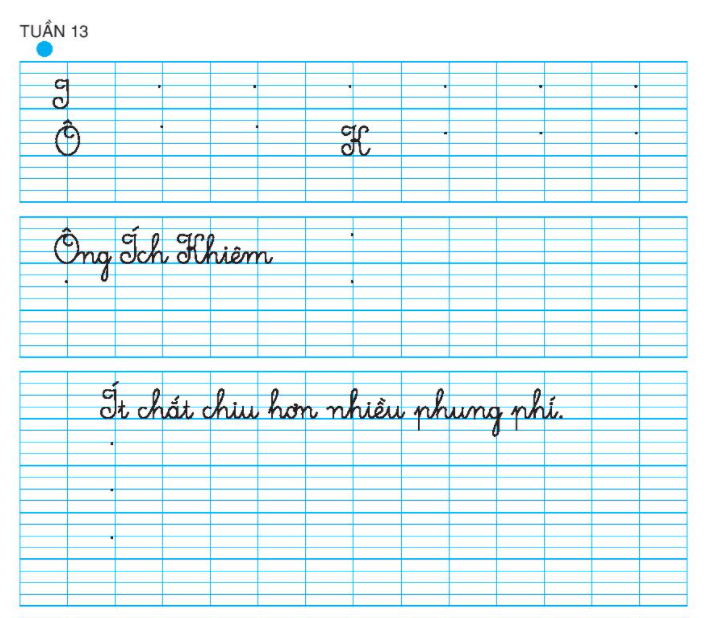 TUẦN 13
I
Ô K
Ông Ích Khiêm
Ít chắt chiu hơn nhiều phung phí.